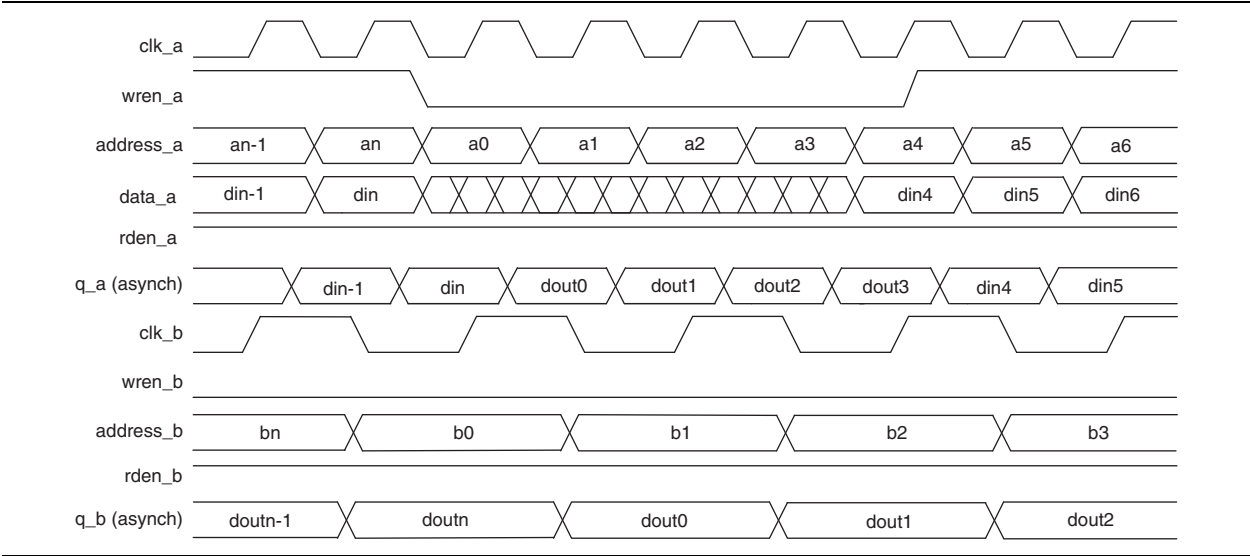 clk_a
wren_a
address_a an-1 an a0 a1 a2 a3 a4 a5 a6
data_a din-1 din din4 din5 din6
rden_a
q_a (asynch) din-1 din dout0 dout1 dout2 dout3 din4 din5
clk_b
wren_b
address_b bn b0 b1 b2 b3
rden_b
q_b (asynch) doutn-1 doutn dout0 dout1 dout2